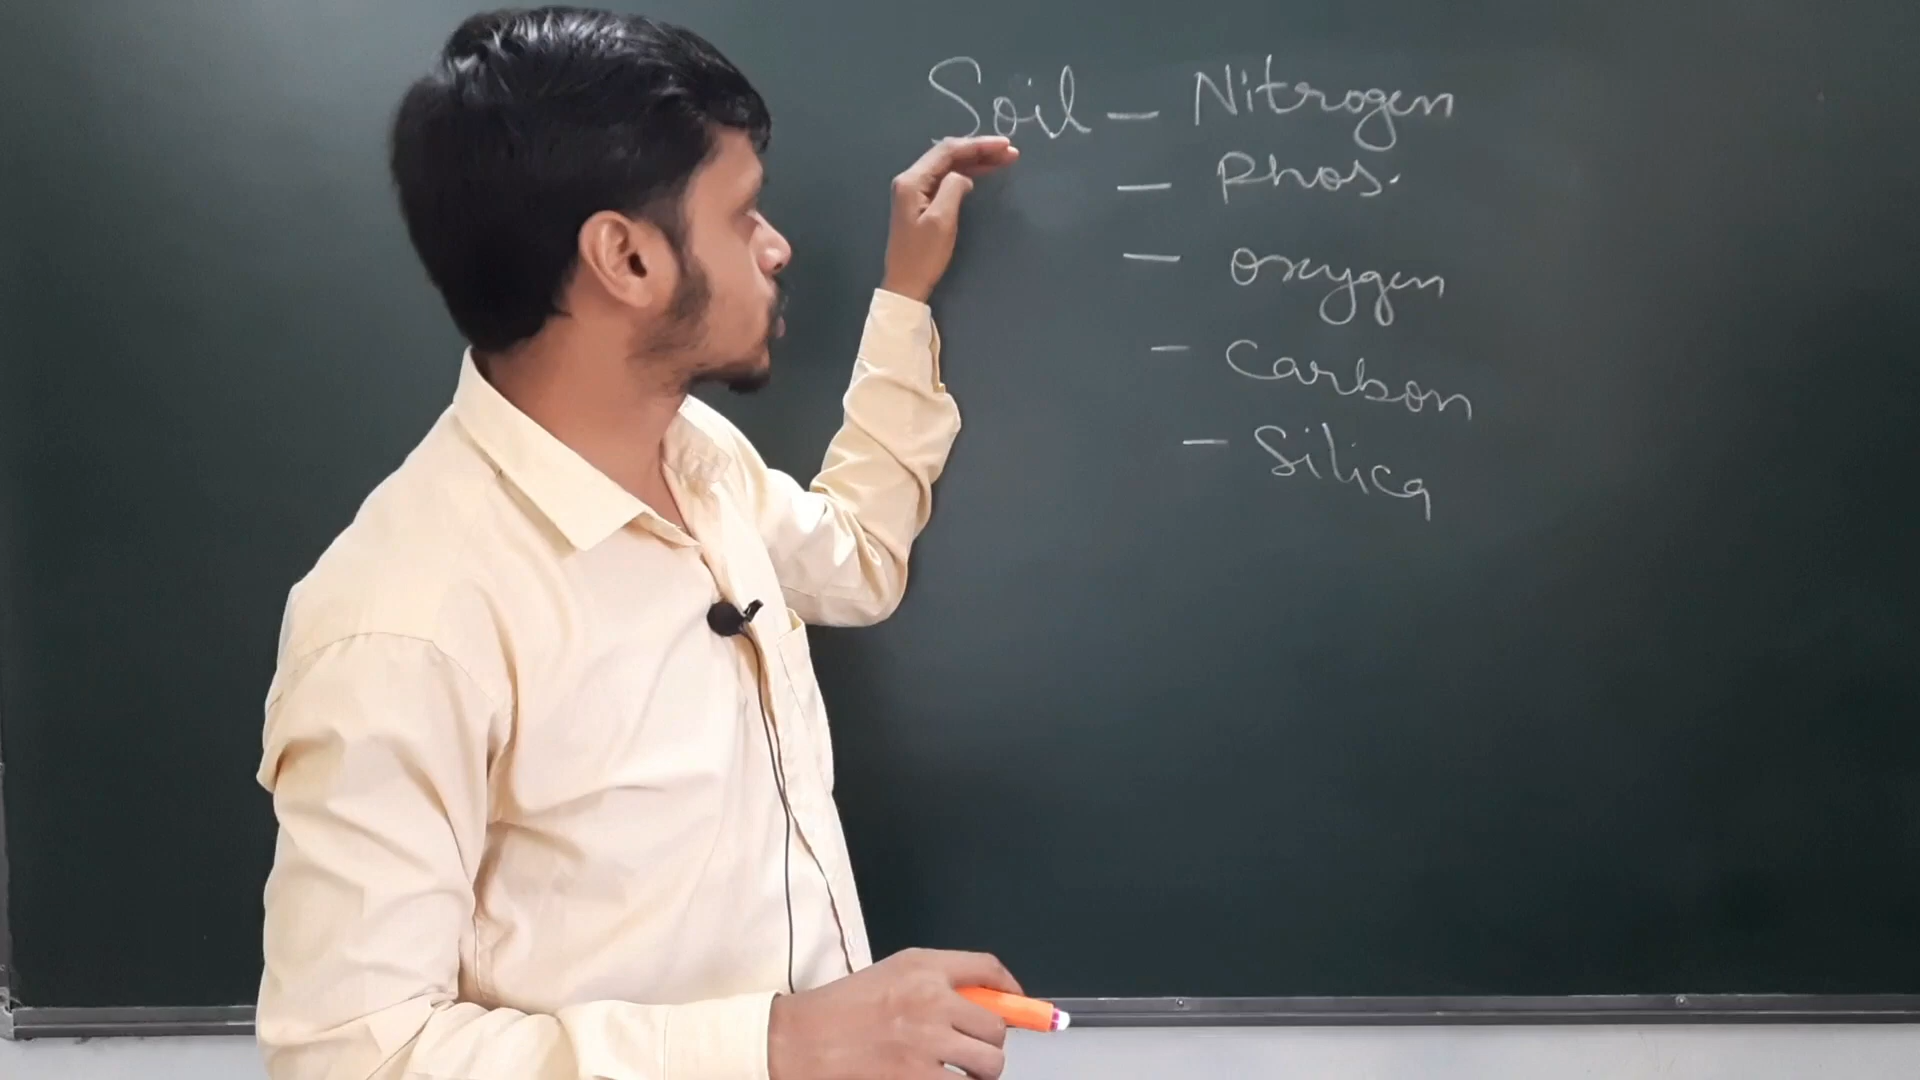 Soil - Nitrogen
- Phos.
- Oxygen
- Carbon
- Silica